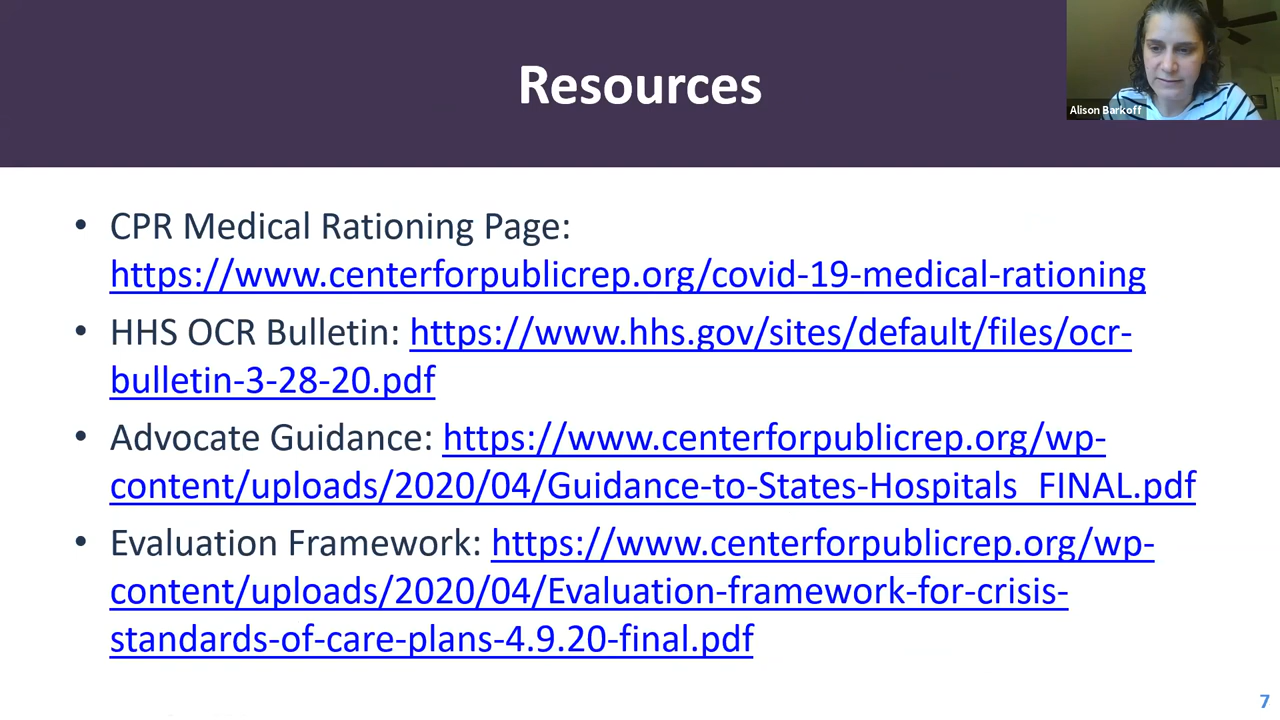 Resources
Alison Barkoff
• CPR Medical Rationing Page:
https://www.centerforpublicrep.org/covid-19-medical-rationing
• HHS OCR Bulletin: https://www.hhs.gov/sites/default/files/ocr-
bulletin-3-28-20.pdf
• Advocate Guidance: https://www.centerforpublicrep.org/wp-
content/uploads/2020/04/Guidance-to-States-Hospitals_FINAL.pdf
• Evaluation Framework: https://www.centerforpublicrep.org/wp-
content/uploads/2020/04/Evaluation-framework-for-crisis-
standards-of-care-plans-4.9.20-final.pdf
7